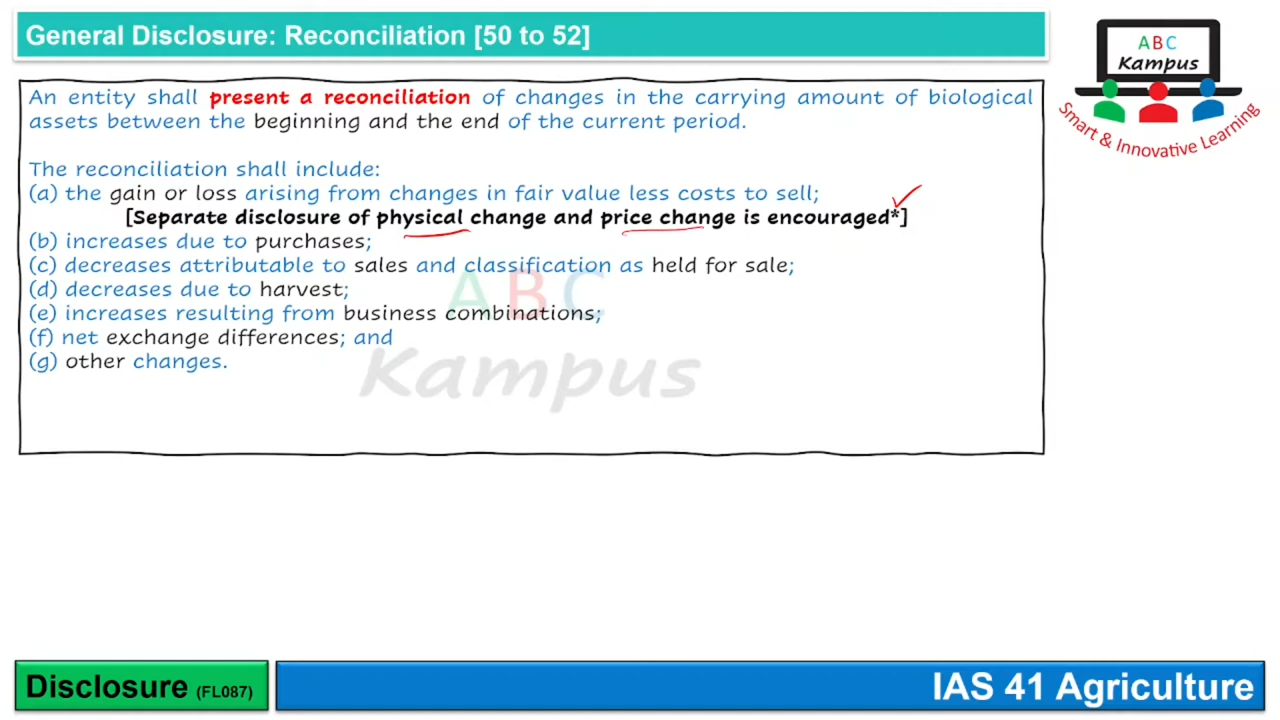 General Disclosure: Reconciliation [50 to 52]
ABC
Kampus
Smart & Innovative Learning
An entity shall present a reconciliation of changes in the carrying amount of biological
assets between the beginning and the end of the current period.
The reconciliation shall include:
(a) the gain or loss arising from changes in fair value less costs to sell;
[Separate disclosure of physical change and price change is encouraged*]
(b) increases due to purchases;
(c) decreases attributable to sales and classification as held for sale;
(d) decreases due to harvest;
(e) increases resulting from business combinations;
(f) net exchange differences; and
(g) other changes.
ABC
Kampus
Disclosure (FL087)
IAS 41 Agriculture